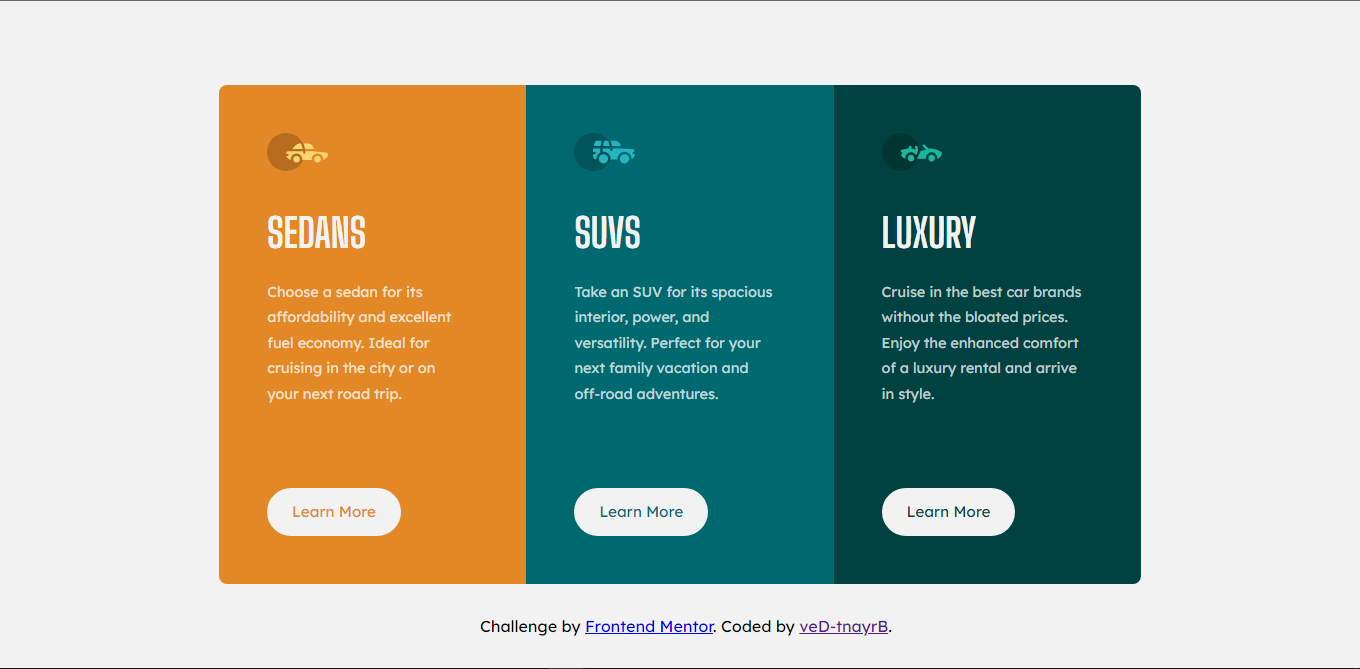 SEDANS
Choose a sedan for its
affordability and excellent
fuel economy. Ideal for
cruising in the city or on
your next road trip.
Learn More
SUVS
Take an SUV for its spacious
interior, power, and
versatility. Perfect for your
next family vacation and
off-road adventures.
Learn More
LUXURY
Cruise in the best car brands
without the bloated prices.
Enjoy the enhanced comfort
of a luxury rental and arrive
in style.
Learn More
Challenge by Frontend Mentor. Coded by veD-tnayrB.